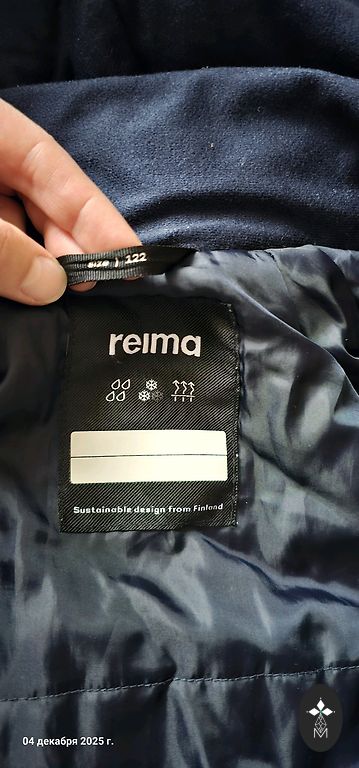 SIZE | 122
reima
Sustainable design from Finland
04 декабря 2025 г.
M